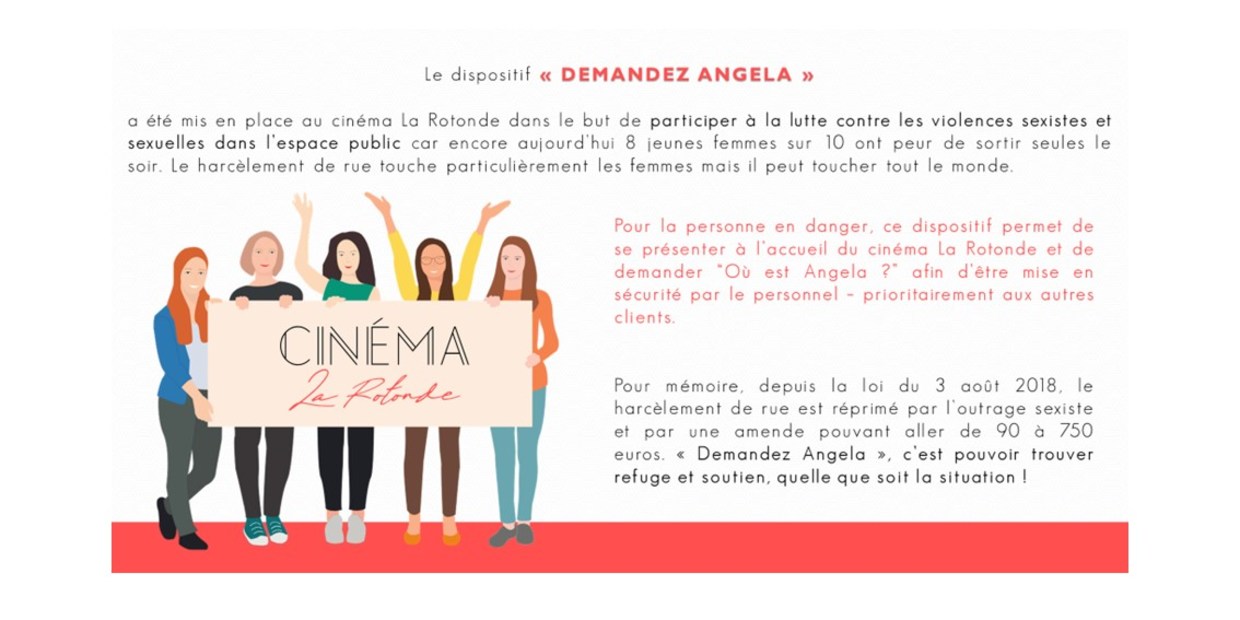 Le dispositif « DEMANDEZ ANGELA »
a été mis en place au cinéma La Rotonde dans le but de participer à la lutte contre les violences sexistes et
sexuelles dans l'espace public car encore aujourd'hui 8 jeunes femmes sur 10 ont peur de sortir seules le
soir. Le harcèlement de rue touche particulièrement les femmes mais il peut toucher tout le monde.
Pour la personne en danger, ce dispositif permet de
se présenter à l'accueil du cinéma La Rotonde et de
demander "Où est Angela ?" afin d'être mise en
sécurité par le personnel - prioritairement aux autres
clients.
CINÉMA
La Rotonde
Pour mémoire, depuis la loi du 3 août 2018, le
harcèlement de rue est réprimé par l'outrage sexiste
et par une amende pouvant aller de 90 à 750
euros. « Demandez Angela », c'est pouvoir trouver
refuge et soutien, quelle que soit la situation !